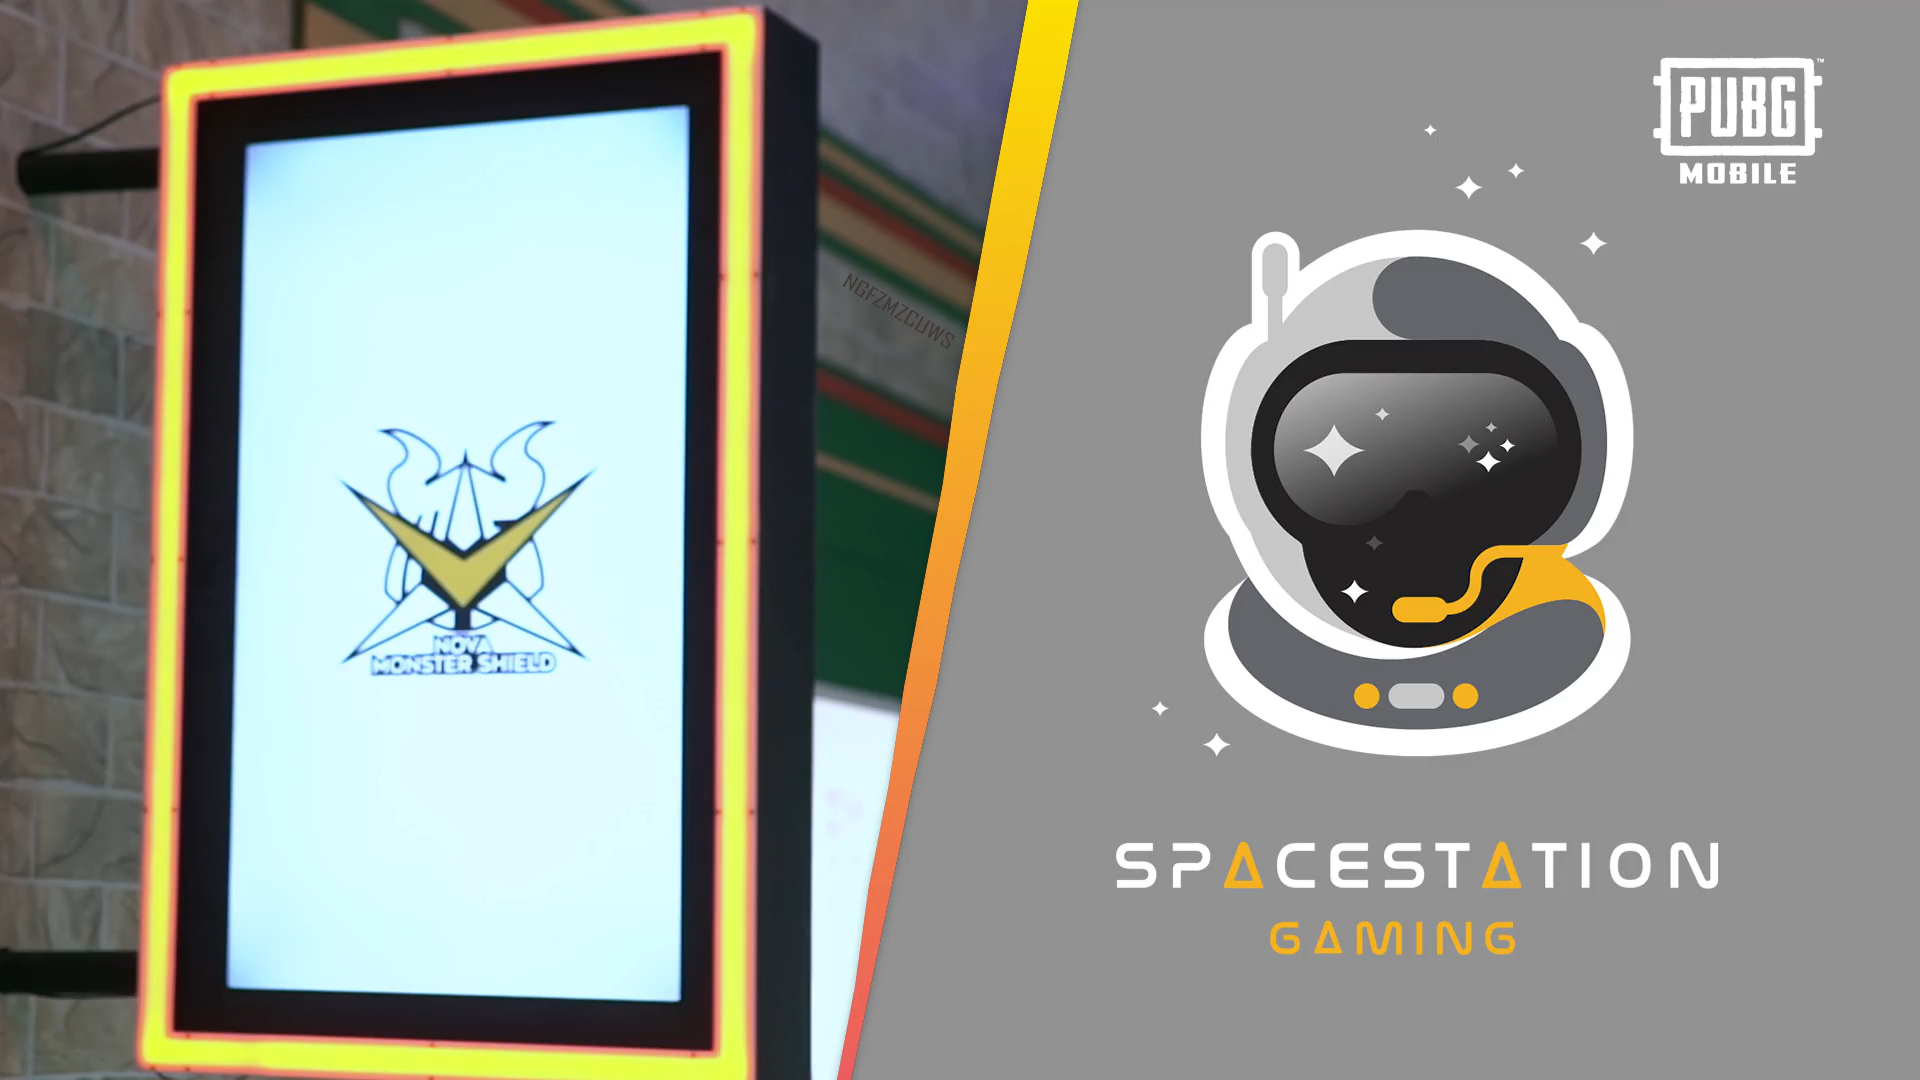 NOVA
MONSTER SHIELD
NGFZMZCUWS
PUBG
MOBILE
SPACESTATION
GAMING